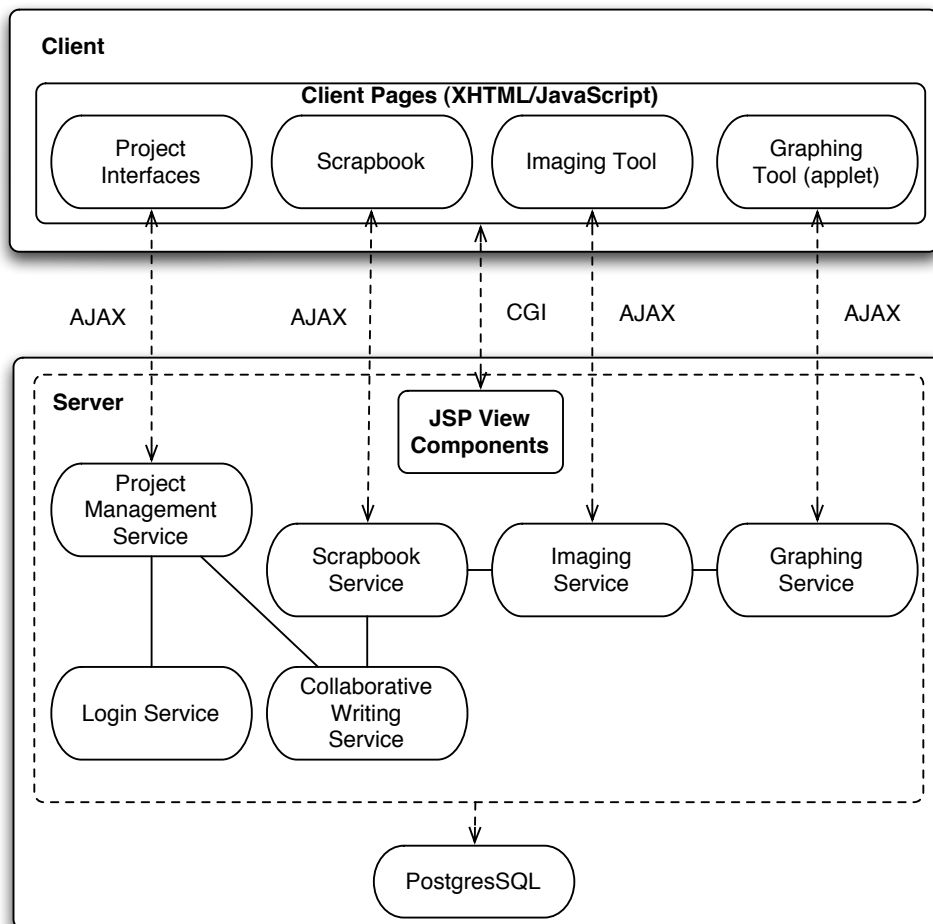 Client
Client Pages (XHTML/JavaScript)
Project
Interfaces
Scrapbook
Imaging Tool
Graphing
Tool (applet)
AJAX
AJAX
CGI
AJAX
AJAX
Server
JSP View
Components
Project
Management
Service
Scrapbook
Service
Imaging
Service
Graphing
Service
Login Service
Collaborative
Writing
Service
PostgresSQL